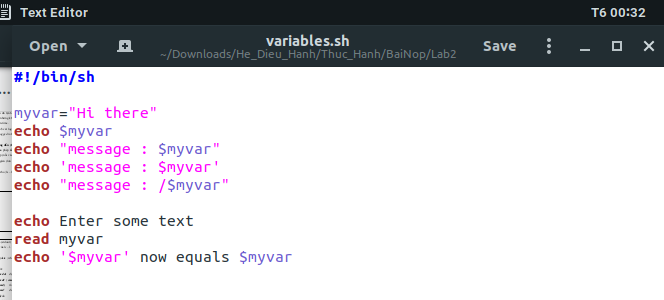 Text Editor
T6 00:32
Open
variables.sh
~/Downloads/He_Dieu_Hanh/Thuc_Hanh/BaiNop/Lab2
Save
#!/bin/sh
myvar="Hi there"
echo $myvar
echo "message : $myvar"
echo 'message : $myvar'
echo "message : /$myvar"
echo Enter some text
read myvar
echo '$myvar' now equals $myvar